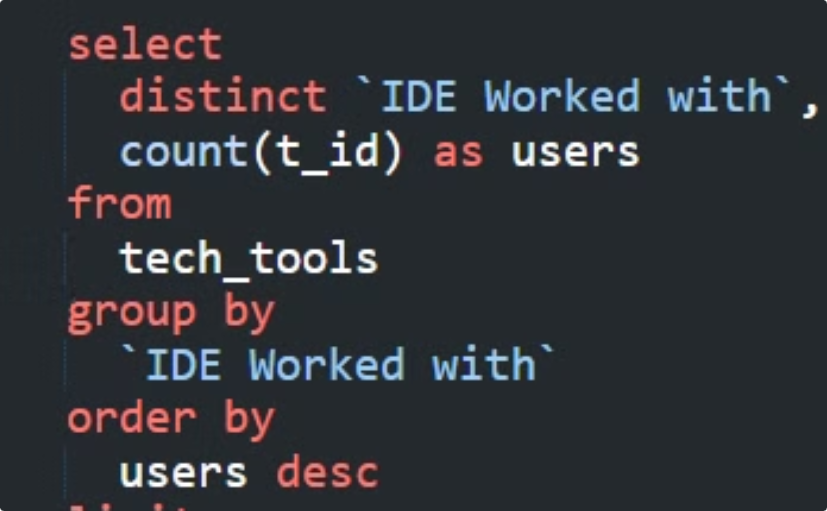 select
distinct `IDE Worked with`,
count(t_id) as users
from
tech_tools
group by
`IDE Worked with`
order by
users desc